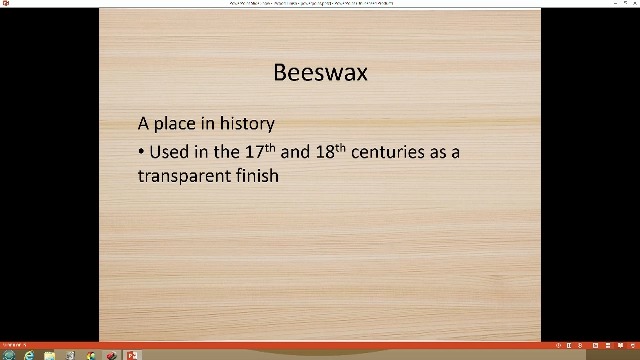 Beeswax
A place in history
• Used in the 17th and 18th centuries as a
transparent finish